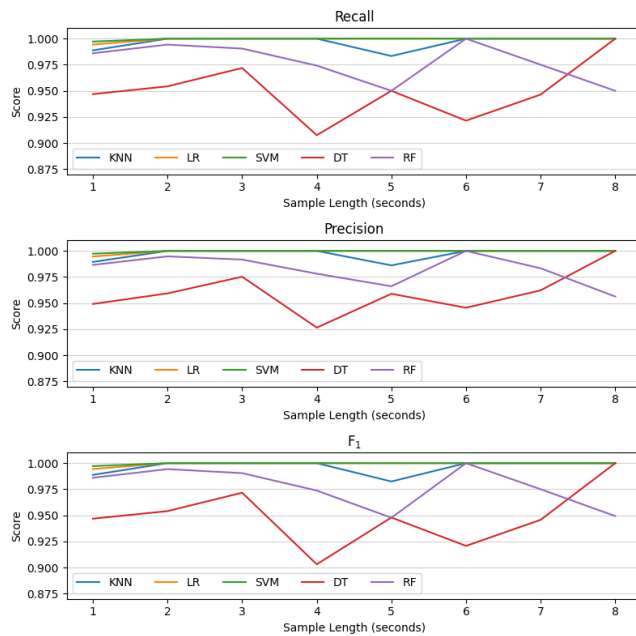 Recall
1.000
0.975
0.950
0.925
0.900
0.875
Score
KNN LR SVM DT RF
1 2 3 4 5 6 7 8
Sample Length (seconds)
Precision
1.000
0.975
0.950
0.925
0.900
0.875
Score
KNN LR SVM DT RF
1 2 3 4 5 6 7 8
Sample Length (seconds)
F₁
1.000
0.975
0.950
0.925
0.900
0.875
Score
KNN LR SVM DT RF
1 2 3 4 5 6 7 8
Sample Length (seconds)